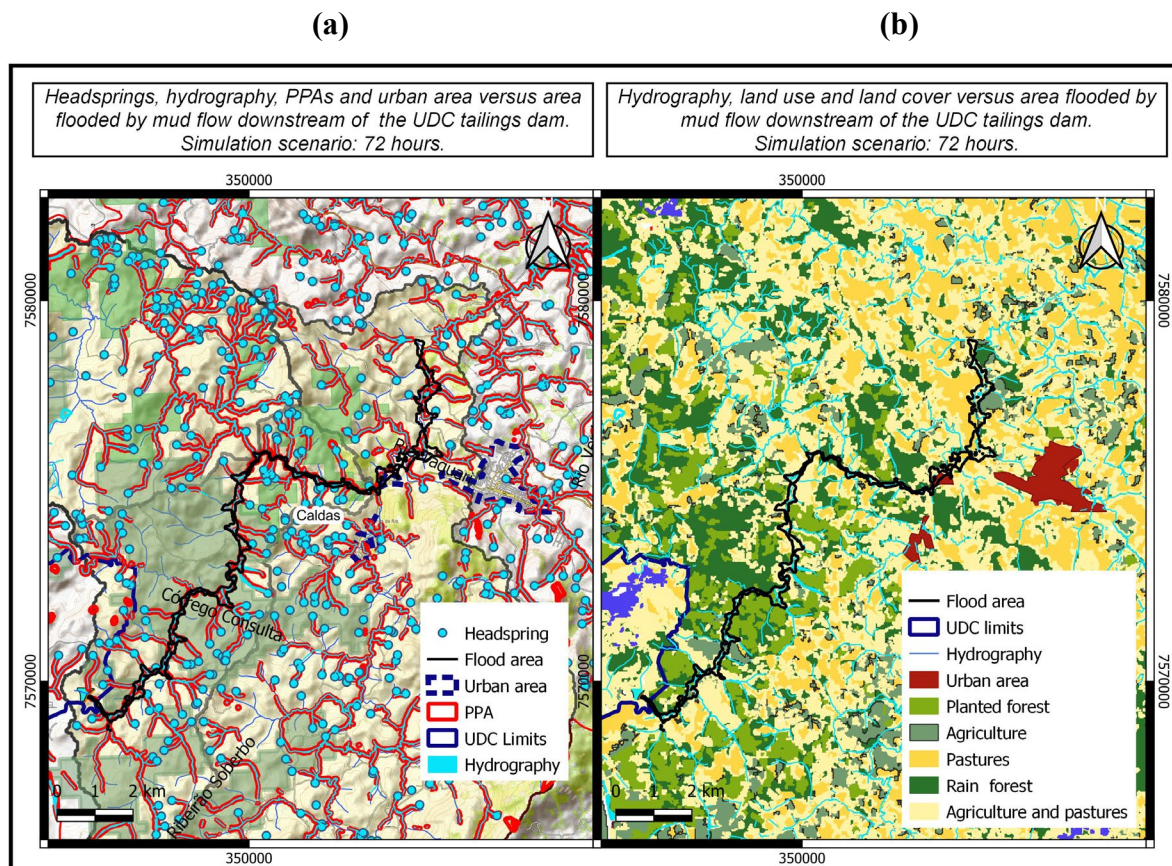 (a)
(b)
Headsprings, hydrography, PPAs and urban area versus area
flooded by mud flow downstream of the UDC tailings dam.
Simulation scenario: 72 hours.
Hydrography, land use and land cover versus area flooded by
mud flow downstream of the UDC tailings dam.
Simulation scenario: 72 hours.
350000
350000
7580000
7580000
7580000
Caldas
Córrego Consulta
Ribeirão Soberbo
7570000
7570000
7570000
Headspring
Flood area
Urban area
PPA
UDC Limits
Hydrography
0 1 2 km
Flood area
UDC limits
Hydrography
Urban area
Planted forest
Agriculture
Pastures
Rain forest
Agriculture and pastures
0 1 2 km
350000
350000